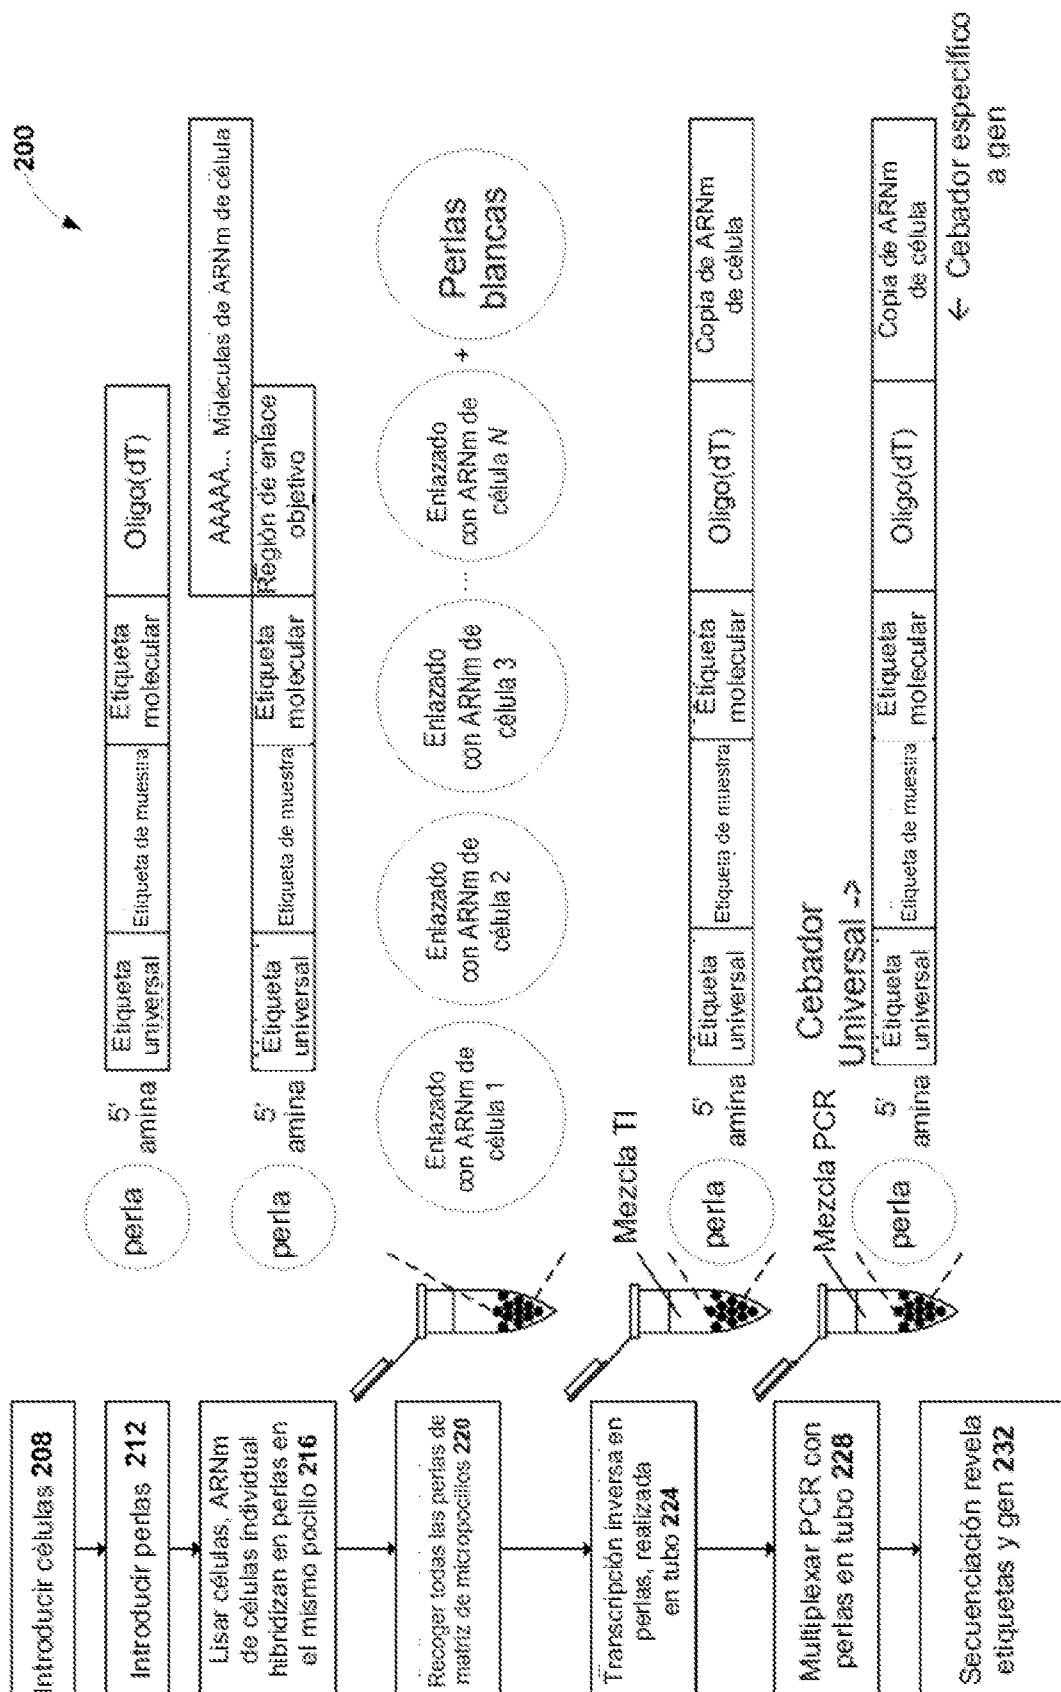 200
Introducir células 208
Introducir perlas 212
perla
5'
amina
Etiqueta
universal
Etiqueta de muestra
Etiqueta
molecular
Oligo(dT)
Lisar células, ARNm
de células individual
hibridizan en perlas en
el mismo pocillo 216
perla
5'
amina
Etiqueta
universal
Etiqueta de muestra
Etiqueta
molecular
Región de enlace
objetivo
AAAAA... Moléculas de ARNm de célula
Recoger todas las perlas de
matriz de micropocillos 220
Enlazado
con ARNm de
célula 1
Enlazado
con ARNm de
célula 2
Enlazado
con ARNm de
célula 3
...
Enlazado
con ARNm de
célula N
+
Perlas
blancas
Transcripción inversa en
perlas, realizada
en tubo 224
Mezcla TI
perla
5'
amina
Etiqueta
universal
Etiqueta de muestra
Etiqueta
molecular
Oligo(dT)
Copia de ARNm
de célula
Multiplexar PCR con
perlas en tubo 228
Mezcla PCR
Cebador
Universal ->
perla
5'
amina
Etiqueta
universal
Etiqueta de muestra
Etiqueta
molecular
Oligo(dT)
Copia de ARNm
de célula
← Cebador específico
a gen
Secuenciación revela
etiquetas y gen 232